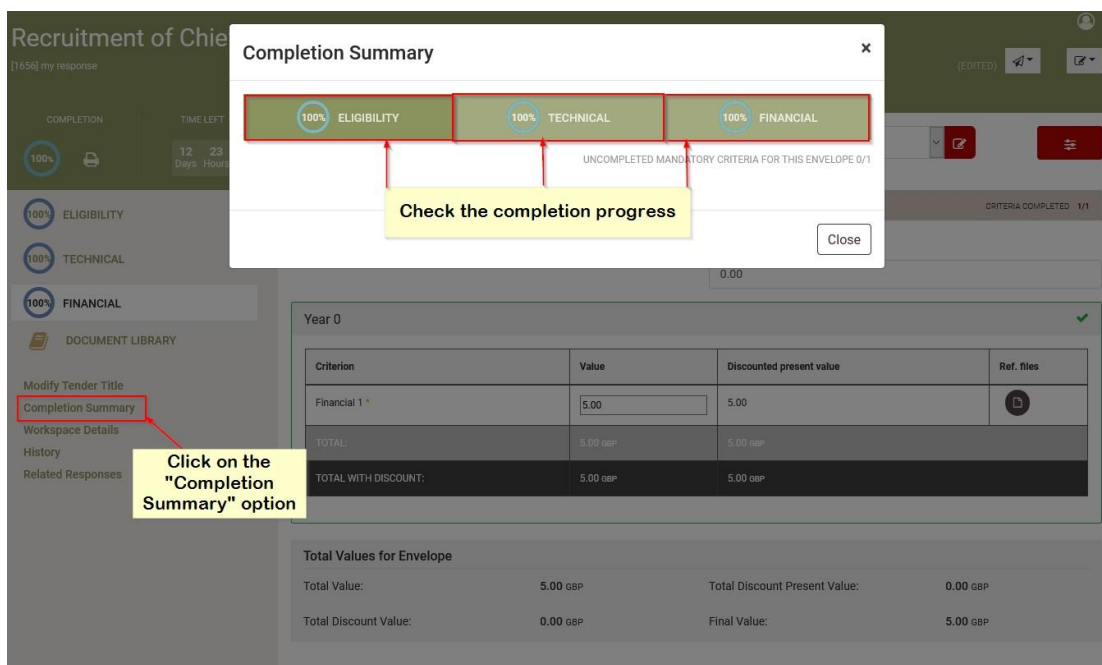 Recruitment of Chie
[1656] my response
(EDITED)
Completion Summary
×
COMPLETION
TIME LEFT
100%
12 23
Days Hours
100% ELIGIBILITY
100% TECHNICAL
100% FINANCIAL
UNCOMPLETED MANDATORY CRITERIA FOR THIS ENVELOPE 0/1
Check the completion progress
Close
CRITERIA COMPLETED 1/1
100% ELIGIBILITY
100% TECHNICAL
100% FINANCIAL
DOCUMENT LIBRARY
Modify Tender Title
Completion Summary
Workspace Details
History
Related Responses
Click on the
"Completion
Summary" option
0.00
Year 0
Criterion Value Discounted present value Ref. files
Financial 1 * 5.00 5.00
TOTAL: 5.00 GBP 5.00 GBP
TOTAL WITH DISCOUNT: 5.00 GBP 5.00 GBP
Total Values for Envelope
Total Value: 5.00 GBP Total Discount Present Value: 0.00 GBP
Total Discount Value: 0.00 GBP Final Value: 5.00 GBP